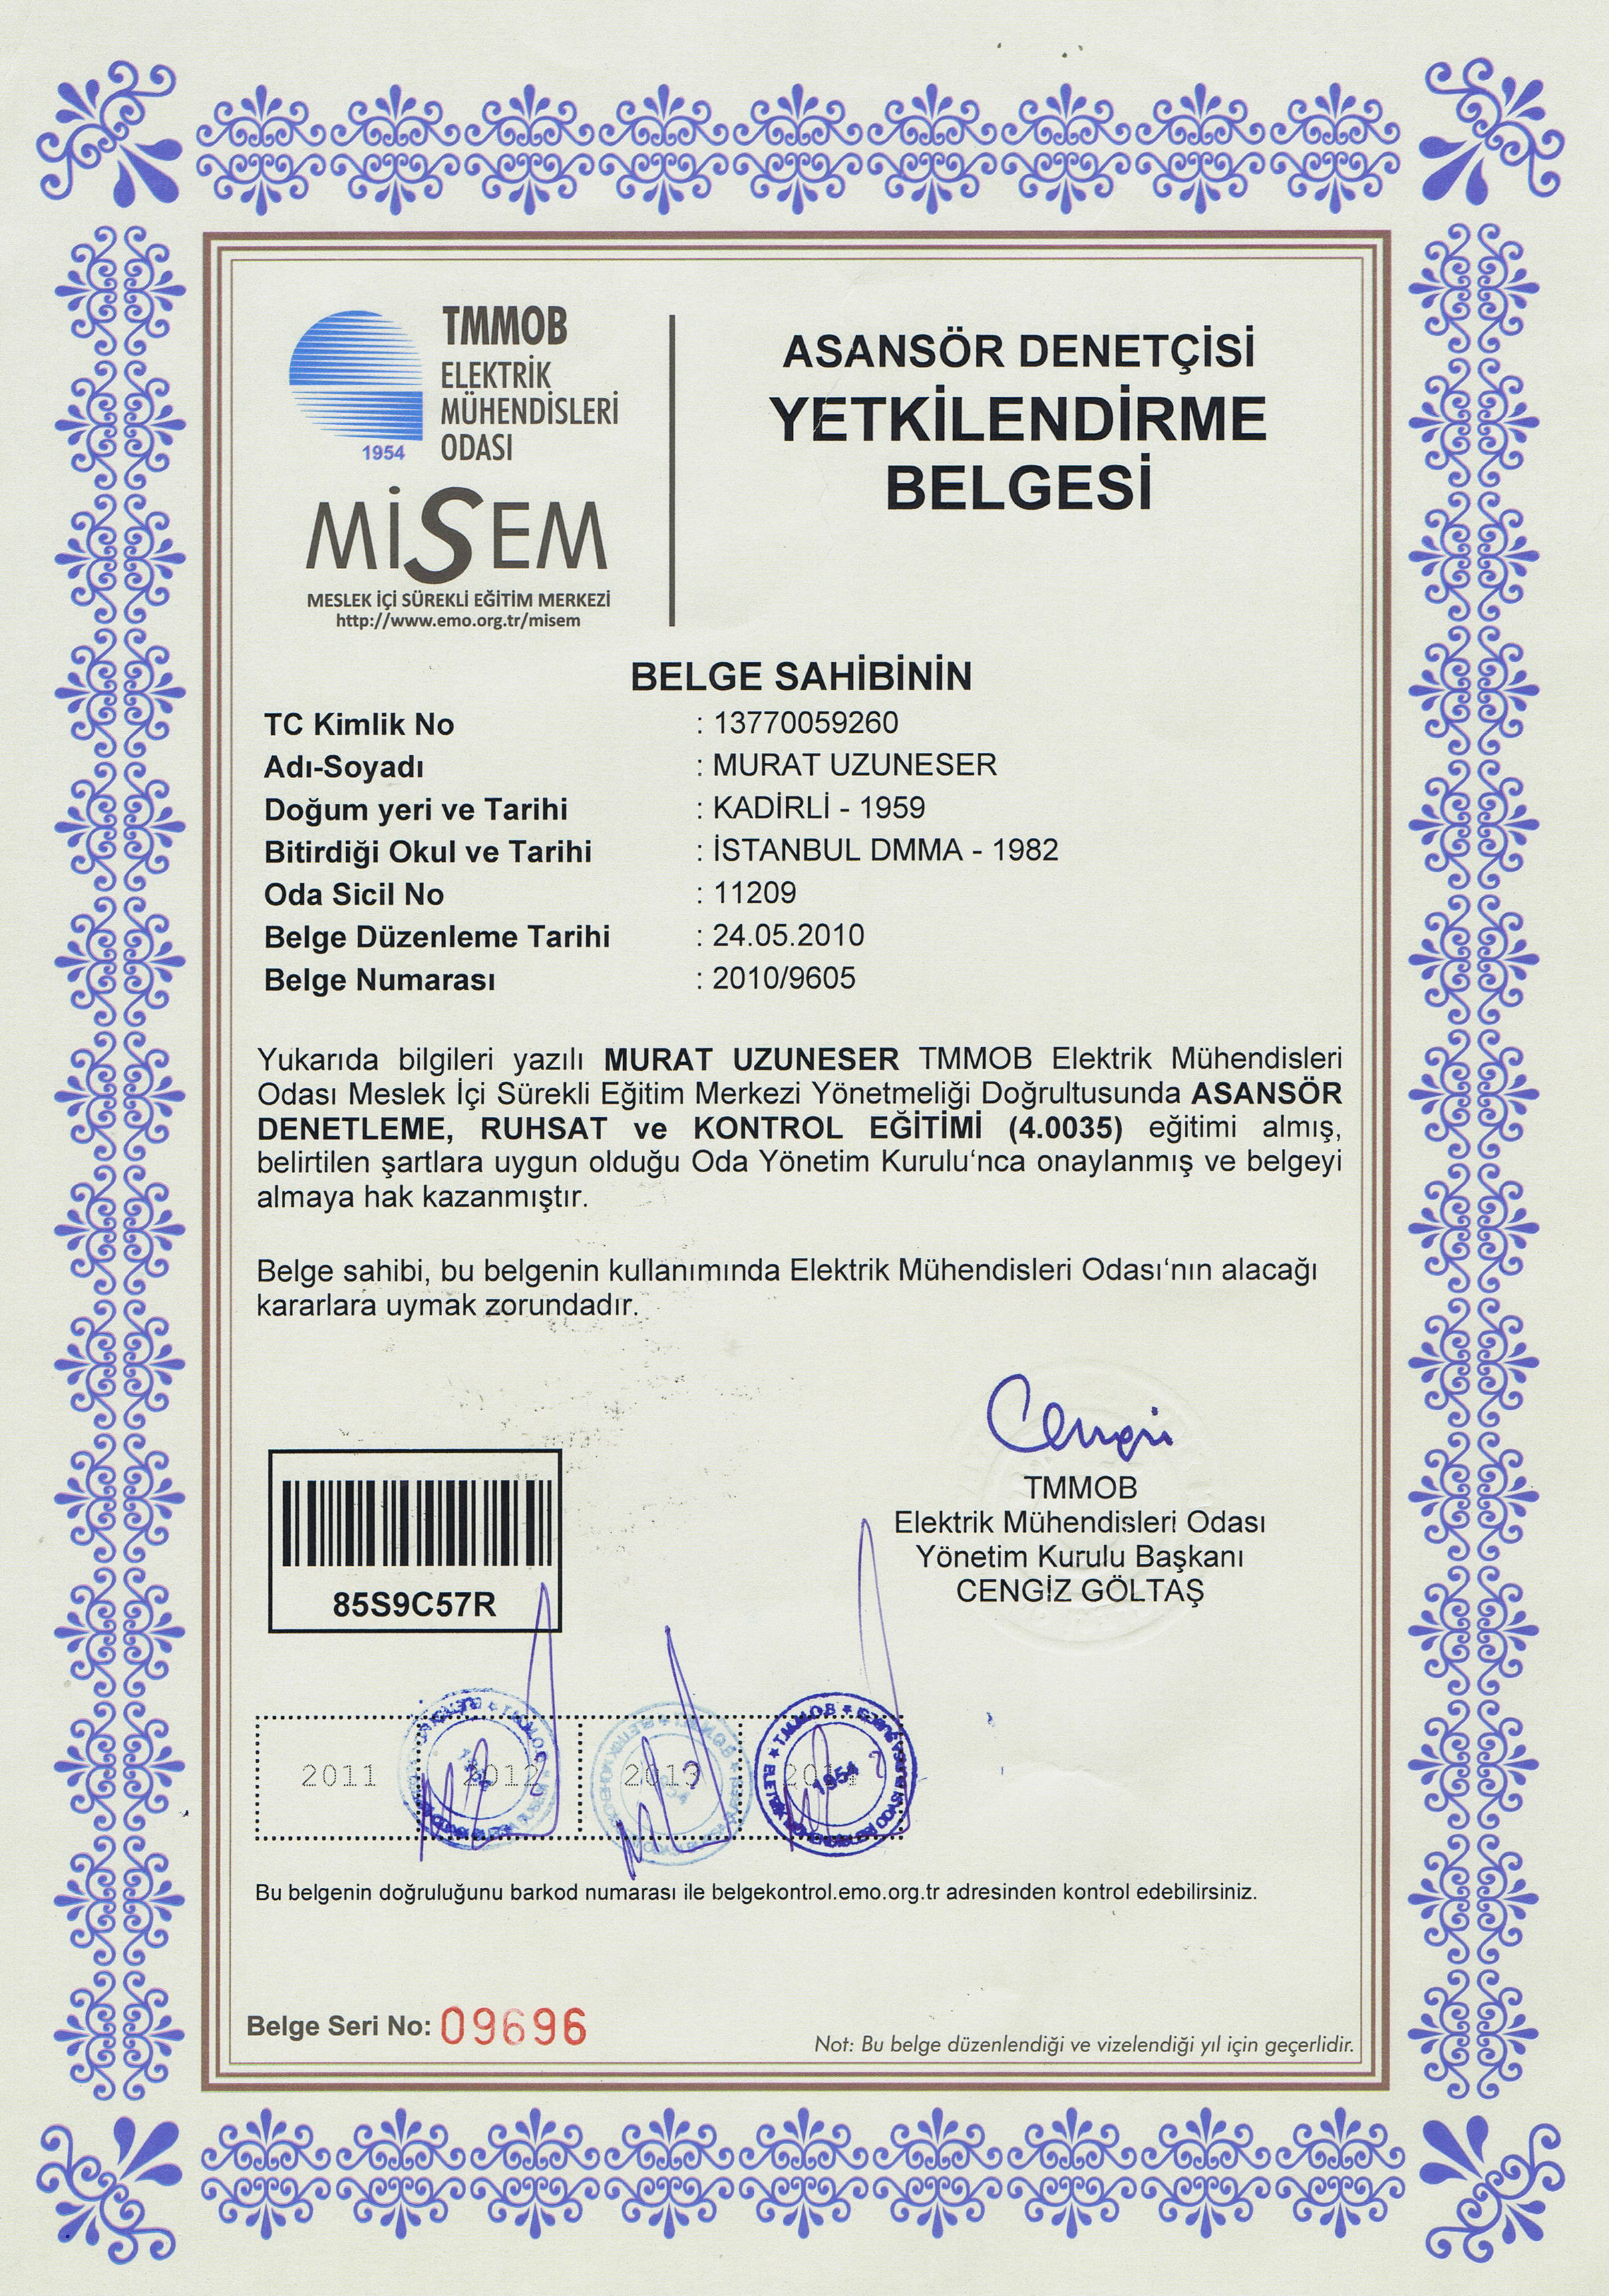 TMMOB
ELEKTRİK
MÜHENDİSLERİ
ODASI
1954
MİSEM
MESLEK İÇİ SÜREKLİ EĞİTİM MERKEZİ
http://www.emo.org.tr/misem
ASANSÖR DENETÇİSİ
YETKİLENDİRME
BELGESİ
BELGE SAHİBİNİN
TC Kimlik No : 13770059260
Adı-Soyadı : MURAT UZUNESER
Doğum yeri ve Tarihi : KADİRLİ - 1959
Bitirdiği Okul ve Tarihi : İSTANBUL DMMA - 1982
Oda Sicil No : 11209
Belge Düzenleme Tarihi : 24.05.2010
Belge Numarası : 2010/9605
Yukarıda bilgileri yazılı MURAT UZUNESER TMMOB Elektrik Mühendisleri
Odası Meslek İçi Sürekli Eğitim Merkezi Yönetmeliği Doğrultusunda ASANSÖR
DENETLEME, RUHSAT ve KONTROL EĞİTİMİ (4.0035) eğitimi almış,
belirtilen şartlara uygun olduğu Oda Yönetim Kurulu‘nca onaylanmış ve belgeyi
almaya hak kazanmıştır.
Belge sahibi, bu belgenin kullanımında Elektrik Mühendisleri Odası‘nın alacağı
kararlara uymak zorundadır.
TMMOB
Elektrik Mühendisleri Odası
Yönetim Kurulu Başkanı
CENGİZ GÖLTAŞ
85S9C57R
2011 2012 2013 2014
1954
Bu belgenin doğruluğunu barkod numarası ile belgekontrol.emo.org.tr adresinden kontrol edebilirsiniz.
Belge Seri No: 09696
Not: Bu belge düzenlendiği ve vizelendiği yıl için geçerlidir.